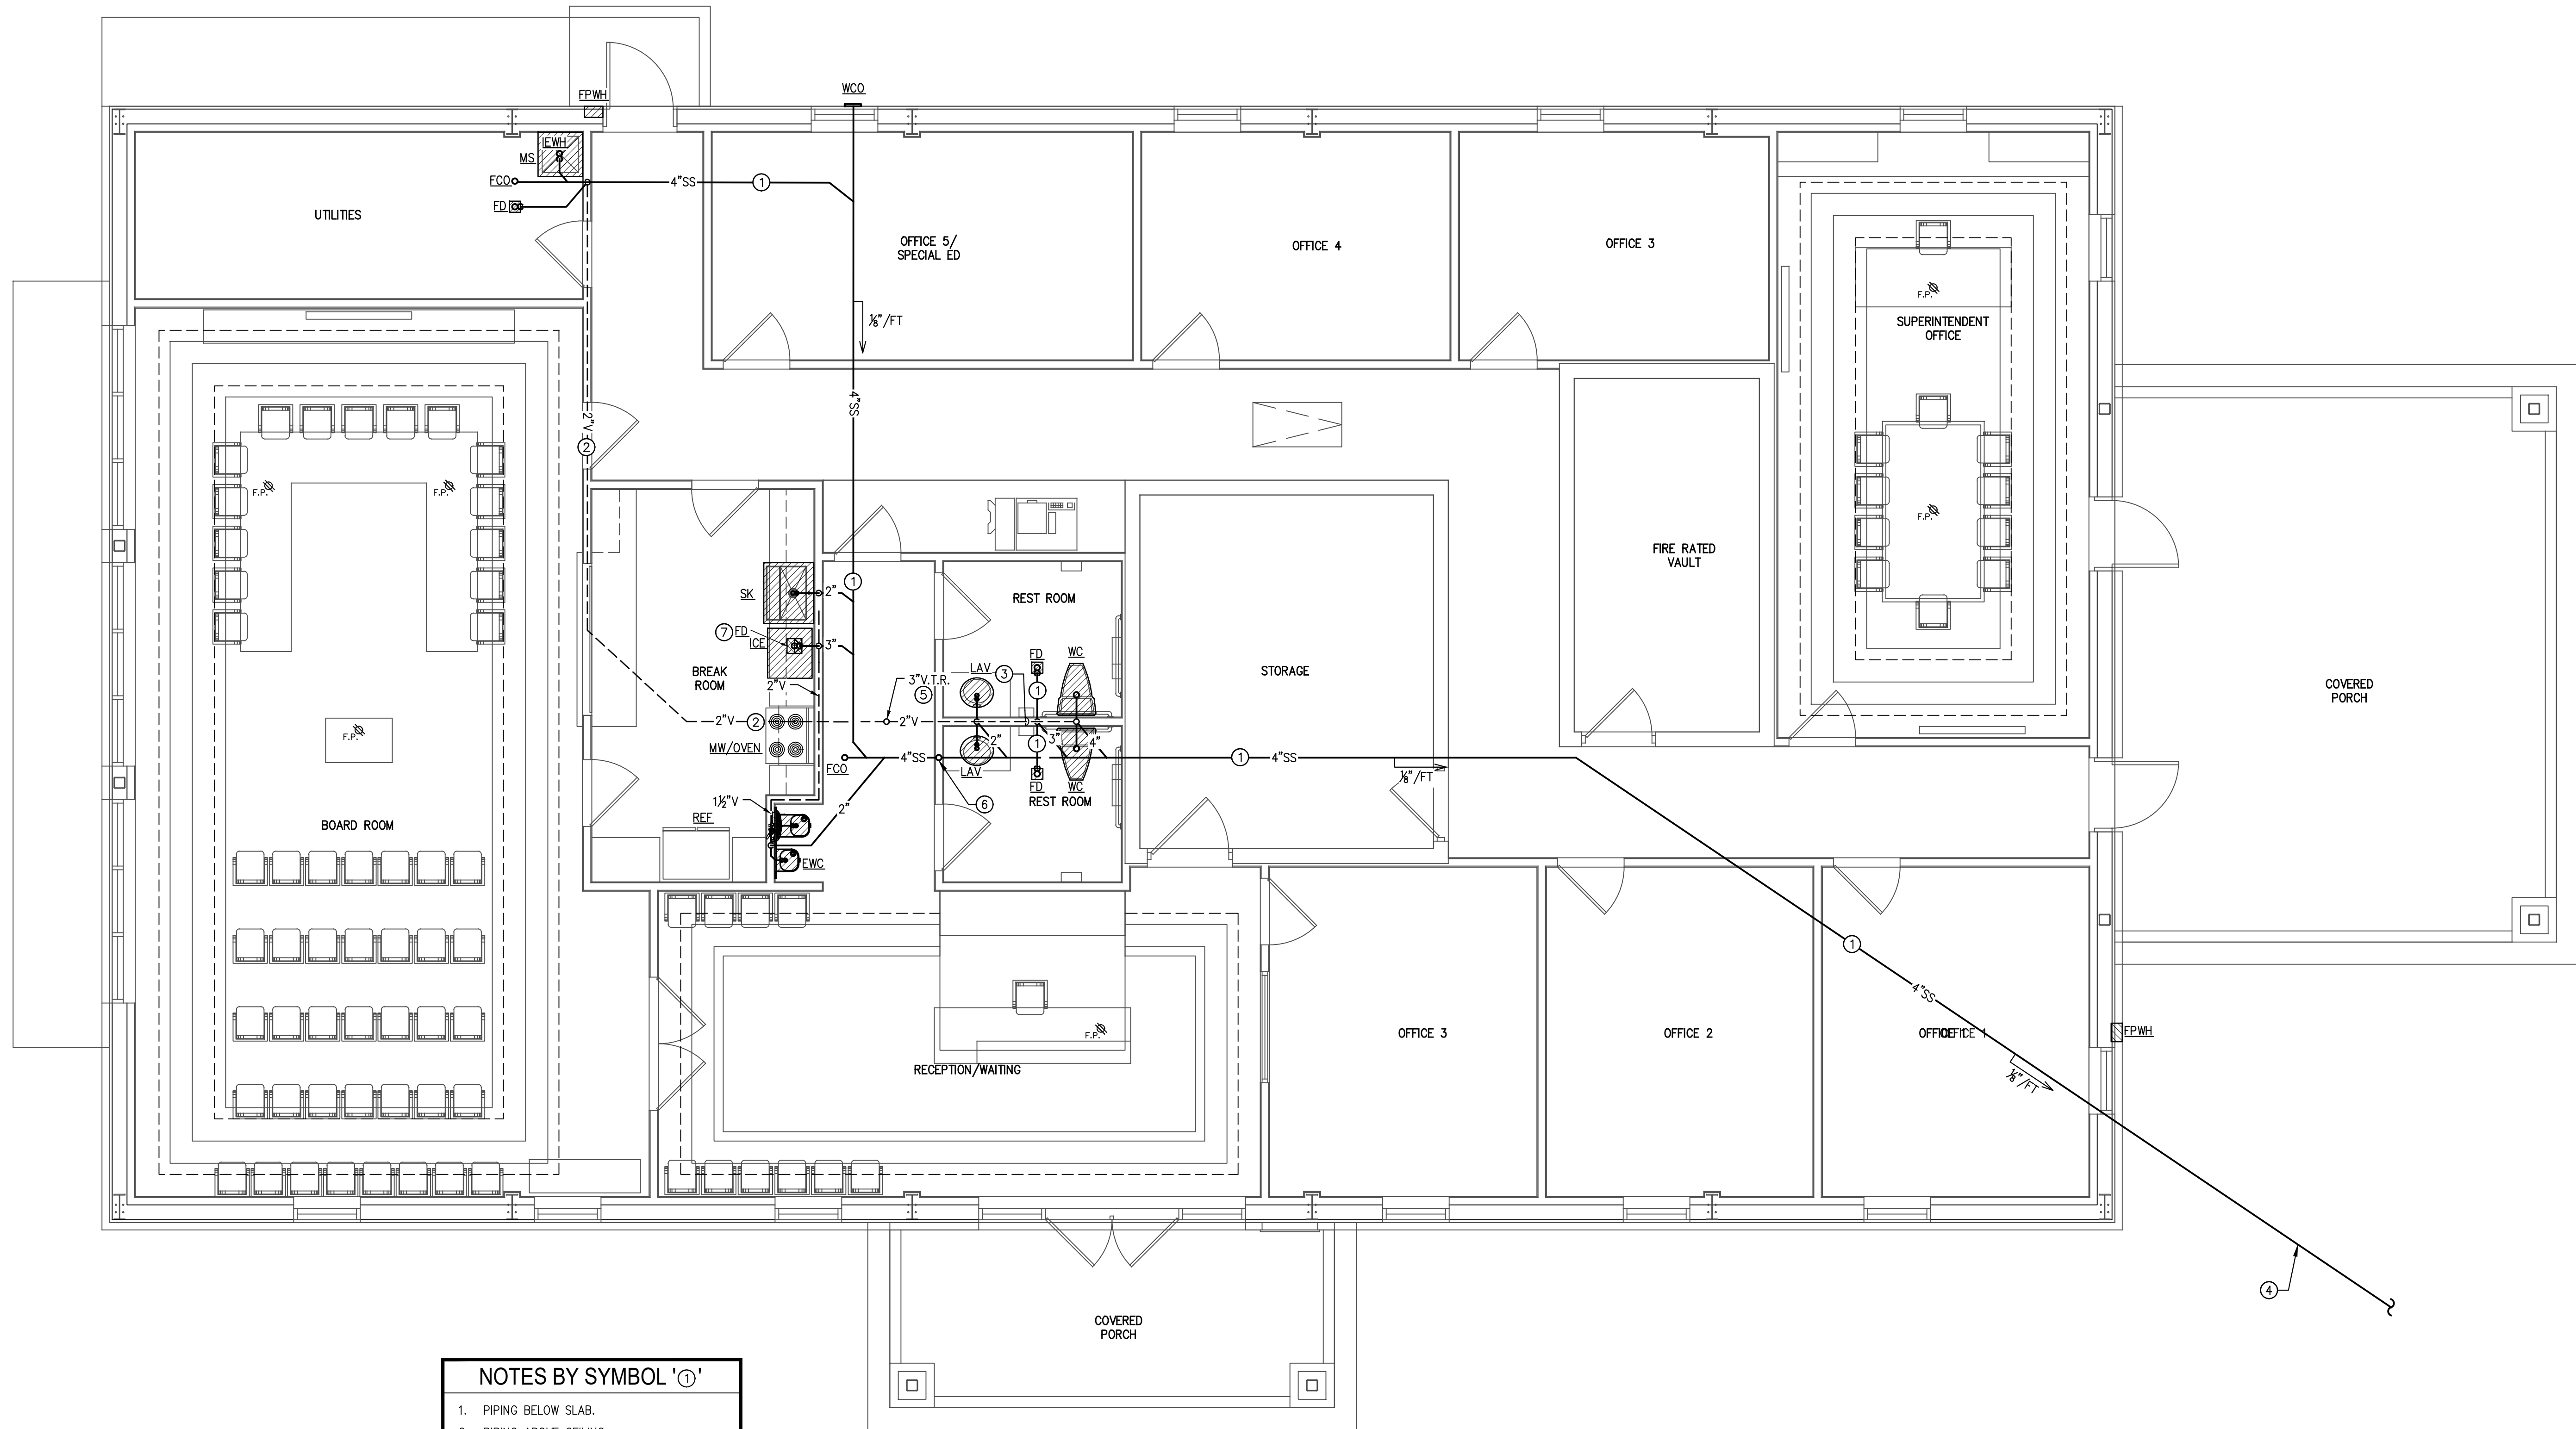 WCO
FPWH
IEWH
MS
FCO
FD
4"SS
1
UTILITIES
OFFICE 5/
SPECIAL ED
OFFICE 4
OFFICE 3
F.P.
SUPERINTENDENT
OFFICE
⅛"/FT
4"SS
2"V
2
F.P.
F.P.
F.P.
FIRE RATED
VAULT
1
SK
2"
REST ROOM
7
FD
ICE
3"
BREAK
ROOM
2"V
3"V.T.R.
5
LAV
3
FD
WC
1
STORAGE
COVERED
PORCH
2"V
2
2"V
F.P.
MW/OVEN
FCO
4"SS
2"
1
3"
4"
1
4"SS
LAV
FD
WC
⅛"/FT
REST ROOM
6
1½"V
2"
REF
BOARD ROOM
EWC
1
4"SS
F.P.
OFFICE 3
OFFICE 2
OFFICE 1
OFFICE 1
FPWH
RECEPTION/WAITING
⅛"/FT
4
COVERED
PORCH
NOTES BY SYMBOL '①'
1. PIPING BELOW SLAB.